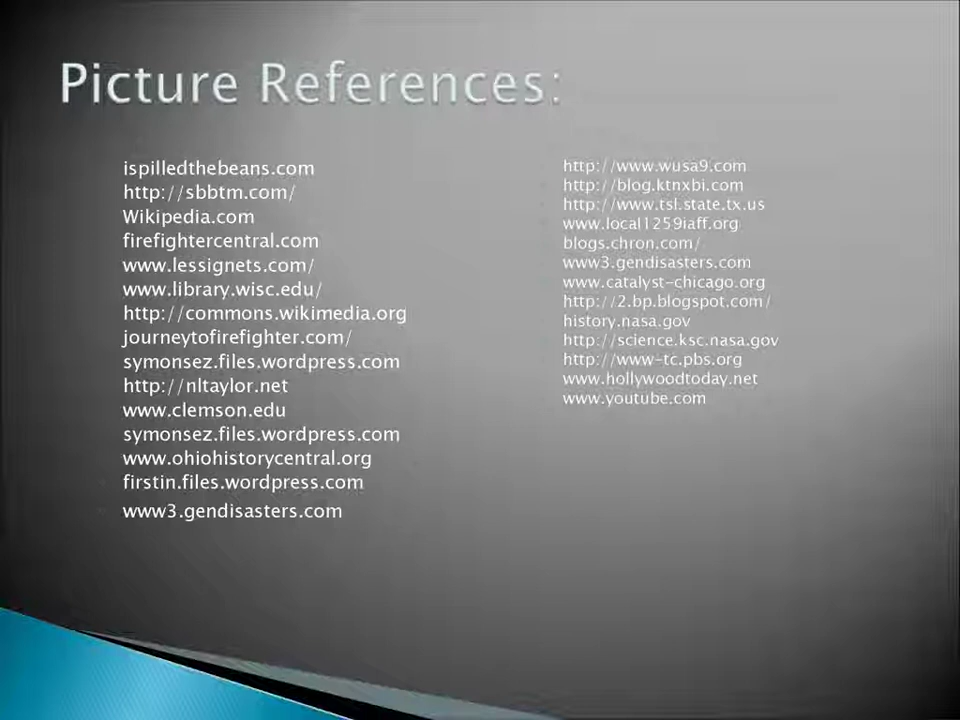 Picture References:
ispilledthebeans.com
http://sbbtm.com/
Wikipedia.com
firefightercentral.com
www.lessignets.com/
www.library.wisc.edu/
http://commons.wikimedia.org
journeytofirefighter.com/
symonsez.files.wordpress.com
http://nltaylor.net
www.clemson.edu
symonsez.files.wordpress.com
www.ohiohistorycentral.org
firstin.files.wordpress.com
www3.gendisasters.com
http://www.wusa9.com
http://blog.ktnxbi.com
http://www.tsl.state.tx.us
www.local1259iaff.org
blogs.chron.com/
www3.gendisasters.com
www.catalyst-chicago.org
http://2.bp.blogspot.com/
history.nasa.gov
http://science.ksc.nasa.gov
http://www-tc.pbs.org
www.hollywoodtoday.net
www.youtube.com